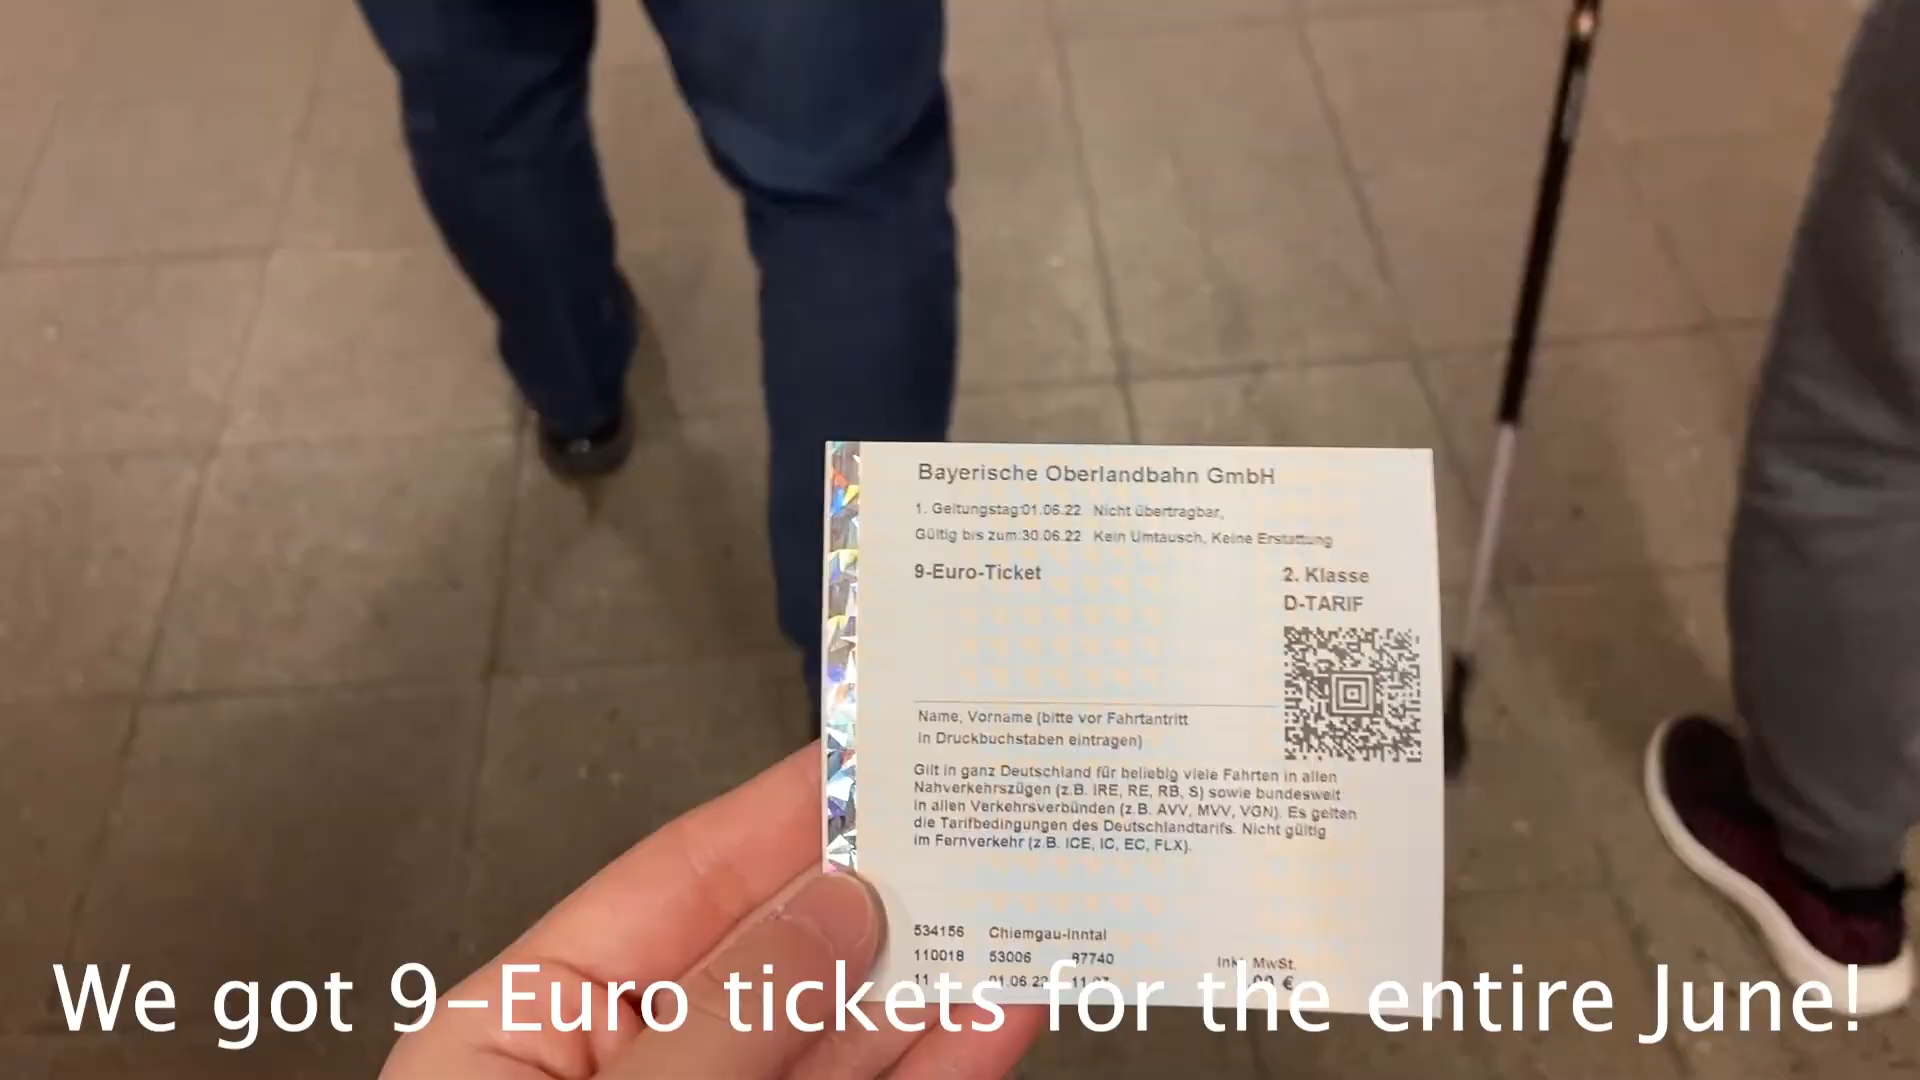 Bayerische Oberlandbahn GmbH
1. Geltungstag:01.06.22 Nicht übertragbar,
Gültig bis zum:30.06.22 Kein Umtausch, Keine Erstattung
9-Euro-Ticket
2. Klasse
D-TARIF
Name, Vorname (bitte vor Fahrtantritt
in Druckbuchstaben eintragen)
Gilt in ganz Deutschland für beliebig viele Fahrten in allen
Nahverkehrszügen (z.B. IRE, RE, RB, S) sowie bundesweit
in allen Verkehrsverbünden (z.B. AVV, MVV, VGN). Es gelten
die Tarifbedingungen des Deutschlandtarifs. Nicht gültig
im Fernverkehr (z.B. ICE, IC, EC, FLX).
534156 Chiemgau-Inntal
110018 53006 87740
MwSt.
11 €
We got 9-Euro tickets for the entire June!